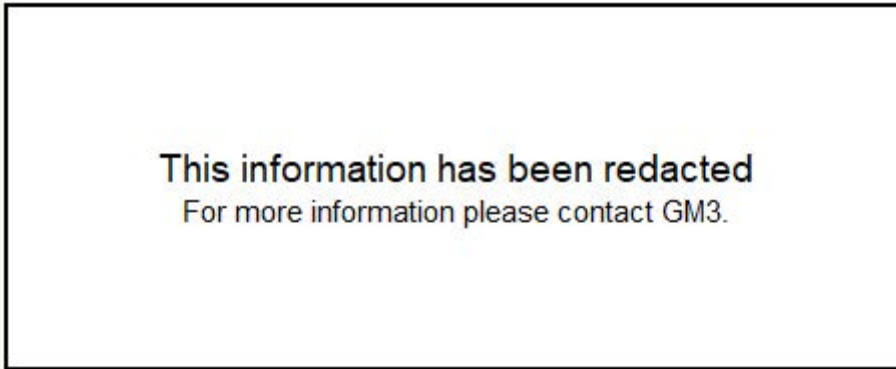 This information has been redacted
For more information please contact GM3.